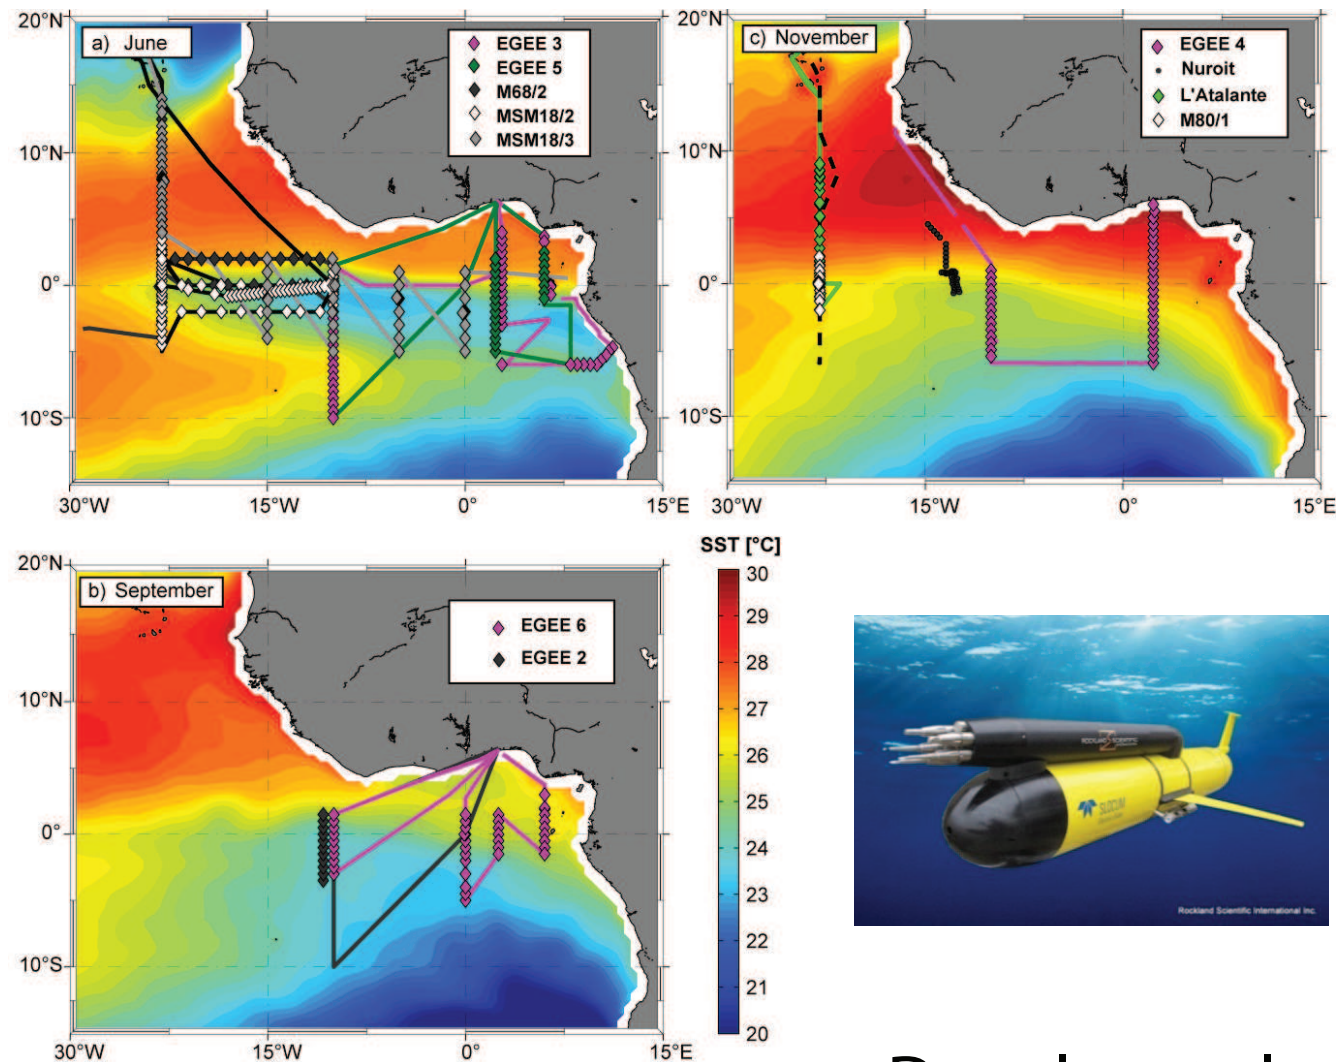 a) June
EGEE 3
EGEE 5
M68/2
MSM18/2
MSM18/3
20°N
10°N
0°
10°S
30°W
15°W
0°
15°E
c) November
EGEE 4
Nuroit
L'Atalante
M80/1
20°N
10°N
0°
10°S
30°W
15°W
0°
15°E
b) September
EGEE 6
EGEE 2
20°N
10°N
0°
10°S
30°W
15°W
0°
15°E
SST [°C]
30
29
28
27
26
25
24
23
22
21
20
ROCKLAND SCIENTIFIC
SLOCUM
Rockland Scientific International Inc.